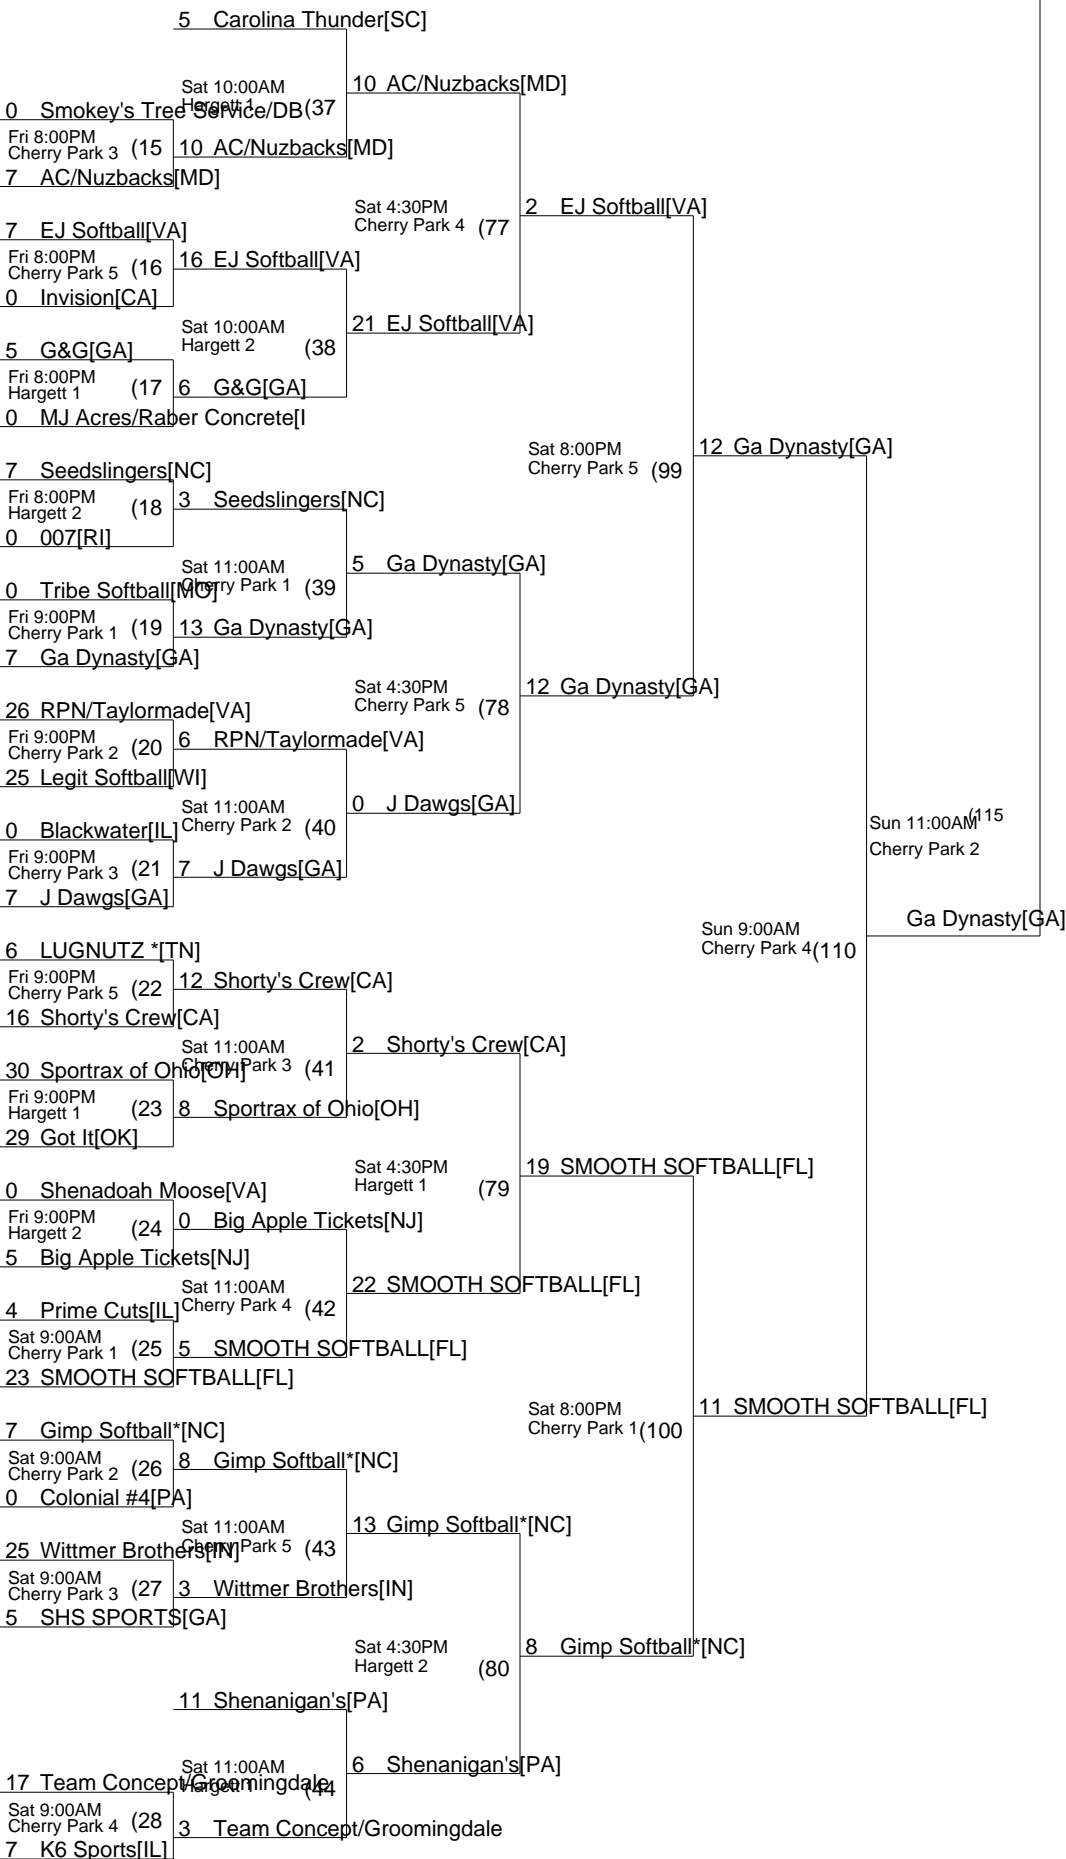 5 Carolina Thunder[SC]
Sat 10:00AM
Hargett 1 (37
10 AC/Nuzbacks[MD]
0 Smokey's Tree Service/DB
Fri 8:00PM
Cherry Park 3 (15
10 AC/Nuzbacks[MD]
7 AC/Nuzbacks[MD]
Sat 4:30PM
Cherry Park 4 (77
2 EJ Softball[VA]
7 EJ Softball[VA]
Fri 8:00PM
Cherry Park 5 (16
16 EJ Softball[VA]
0 Invision[CA]
Sat 10:00AM
Hargett 2 (38
21 EJ Softball[VA]
5 G&G[GA]
Fri 8:00PM
Hargett 1 (17
6 G&G[GA]
0 MJ Acres/Raber Concrete[I
Sat 8:00PM
Cherry Park 5 (99
12 Ga Dynasty[GA]
7 Seedslingers[NC]
Fri 8:00PM
Hargett 2 (18
3 Seedslingers[NC]
0 007[RI]
Sat 11:00AM
Cherry Park 1 (39
5 Ga Dynasty[GA]
0 Tribe Softball[MO]
Fri 9:00PM
Cherry Park 1 (19
13 Ga Dynasty[GA]
7 Ga Dynasty[GA]
Sat 4:30PM
Cherry Park 5 (78
12 Ga Dynasty[GA]
26 RPN/Taylormade[VA]
Fri 9:00PM
Cherry Park 2 (20
6 RPN/Taylormade[VA]
25 Legit Softball[WI]
Sat 11:00AM
Cherry Park 2 (40
0 J Dawgs[GA]
0 Blackwater[IL]
Fri 9:00PM
Cherry Park 3 (21
7 J Dawgs[GA]
7 J Dawgs[GA]
Sun 11:00AM (115
Cherry Park 2
Sun 9:00AM
Cherry Park 4 (110
Ga Dynasty[GA]
6 LUGNUTZ *[TN]
Fri 9:00PM
Cherry Park 5 (22
12 Shorty's Crew[CA]
16 Shorty's Crew[CA]
Sat 11:00AM
Cherry Park 3 (41
2 Shorty's Crew[CA]
30 Sportrax of Ohio[OH]
Fri 9:00PM
Hargett 1 (23
8 Sportrax of Ohio[OH]
29 Got It[OK]
Sat 4:30PM
Hargett 1 (79
19 SMOOTH SOFTBALL[FL]
0 Shenadoah Moose[VA]
Fri 9:00PM
Hargett 2 (24
0 Big Apple Tickets[NJ]
5 Big Apple Tickets[NJ]
Sat 11:00AM
Cherry Park 4 (42
22 SMOOTH SOFTBALL[FL]
4 Prime Cuts[IL]
Sat 9:00AM
Cherry Park 1 (25
5 SMOOTH SOFTBALL[FL]
23 SMOOTH SOFTBALL[FL]
Sat 8:00PM
Cherry Park 1 (100
11 SMOOTH SOFTBALL[FL]
7 Gimp Softball*[NC]
Sat 9:00AM
Cherry Park 2 (26
8 Gimp Softball*[NC]
0 Colonial #4[PA]
Sat 11:00AM
Cherry Park 5 (43
13 Gimp Softball*[NC]
25 Wittmer Brothers[IN]
Sat 9:00AM
Cherry Park 3 (27
3 Wittmer Brothers[IN]
5 SHS SPORTS[GA]
Sat 4:30PM
Hargett 2 (80
8 Gimp Softball*[NC]
11 Shenanigan's[PA]
Sat 11:00AM
Hargett 1 (44
6 Shenanigan's[PA]
17 Team Concept/Groomingdale
Sat 9:00AM
Cherry Park 4 (28
3 Team Concept/Groomingdale
7 K6 Sports[IL]